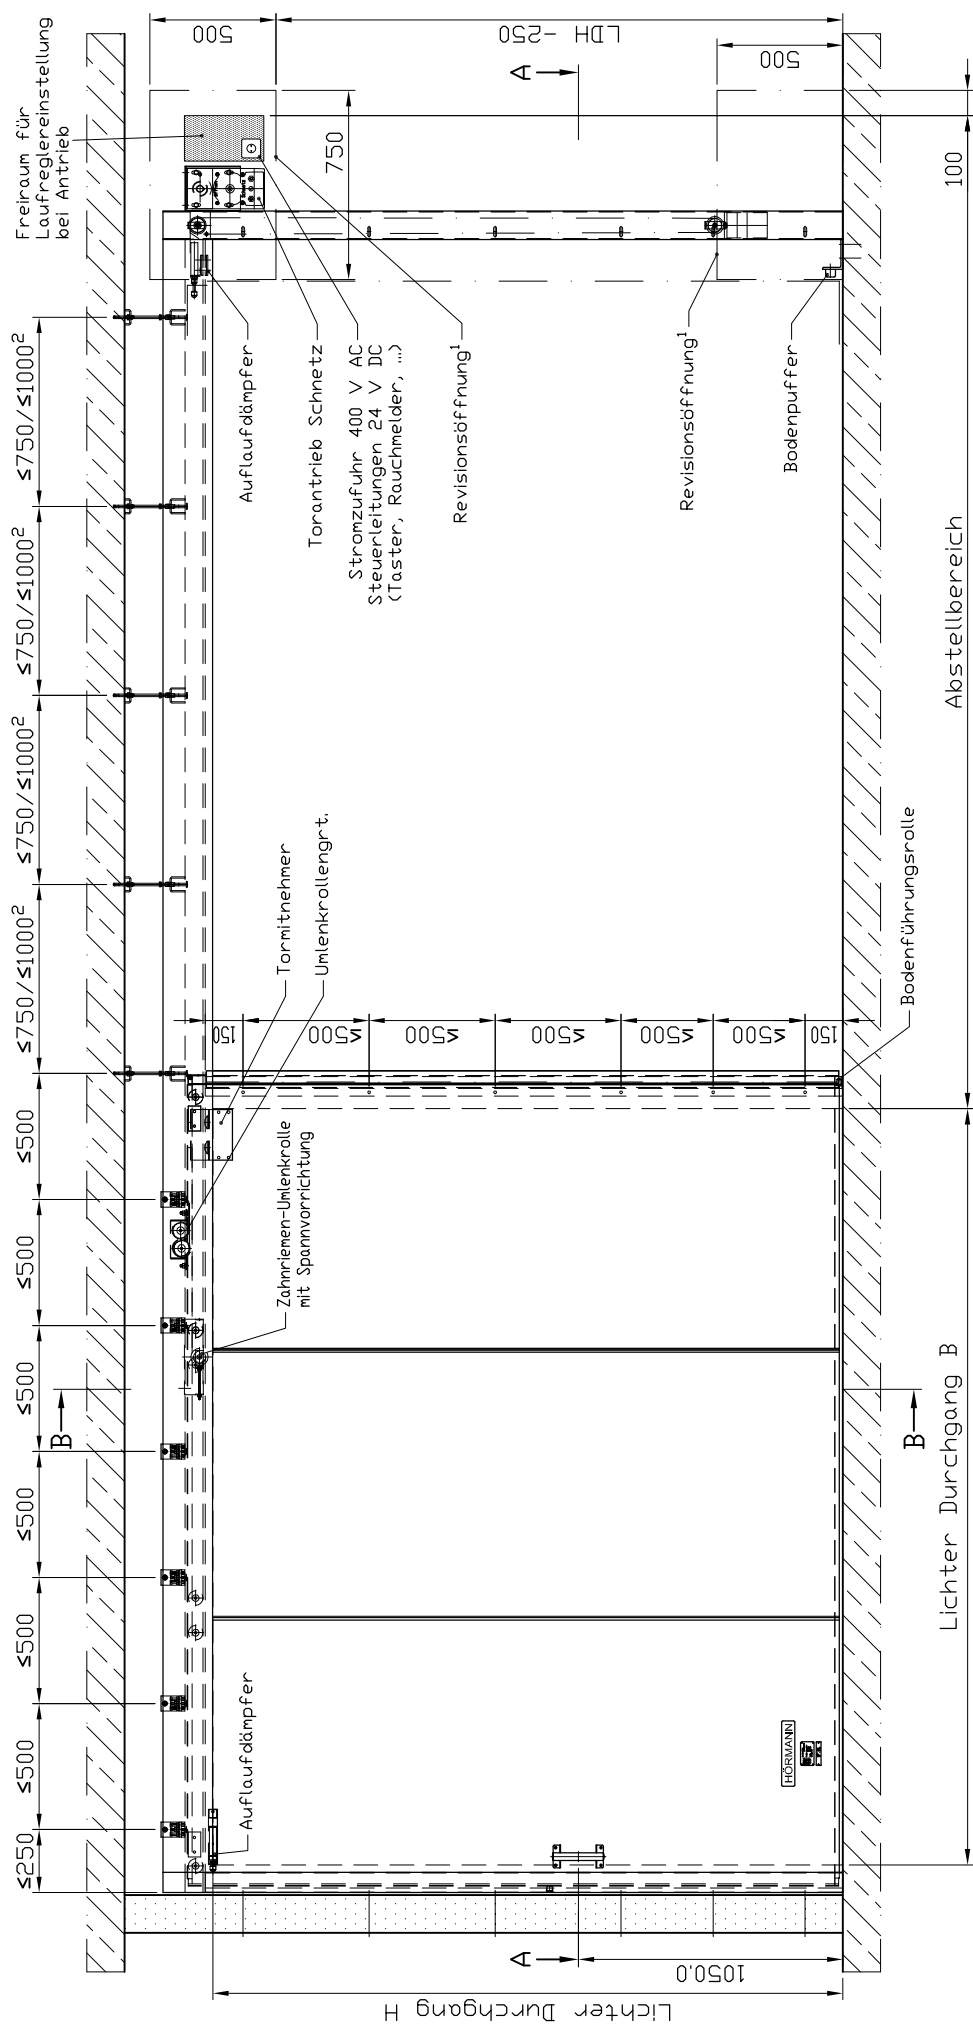 ≤250
≤500
≤500
≤500
≤500
≤500
≤500
≤750/≤1000²
≤750/≤1000²
≤750/≤1000²
≤750/≤1000²
Freiraum für
Laufreglereinstellung
bei Antrieb
500
LDH -250
500
750
A
B
Auflaufdämpfer
Zahnriemen-Umlenkrolle
mit Spannvorrichtung
Tormitnehmer
Umlenkrollengrt.
Auflaufdämpfer
Torantrieb Schnetz
Stromzufuhr 400 V AC
Steuerleitungen 24 V DC
(Taster, Rauchmelder, ...)
Revisionsöffnung¹
Revisionsöffnung¹
Bodenpuffer
150
≤500
≤500
≤500
≤500
≤500
150
HÖRMANN
A
1050.0
Lichter Durchgang H
B
Bodenführungsrolle
Lichter Durchgang B
Abstellbereich
100